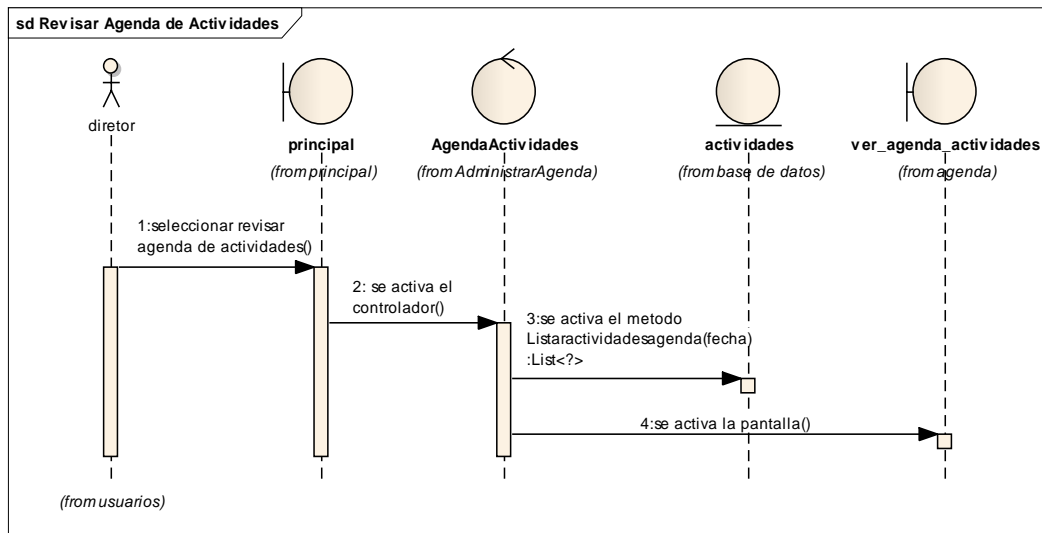 sd Revisar Agenda de Actividades
diretor
principal
(from principal)
AgendaActividades
(from AdministrarAgenda)
actividades
(from base de datos)
ver_agenda_actividades
(from agenda)
1:seleccionar revisar
agenda de actividades()
2: se activa el
controlador()
3:se activa el metodo
Listaractividadesagenda(fecha)
:List<?>
4:se activa la pantalla()
(from usuarios)